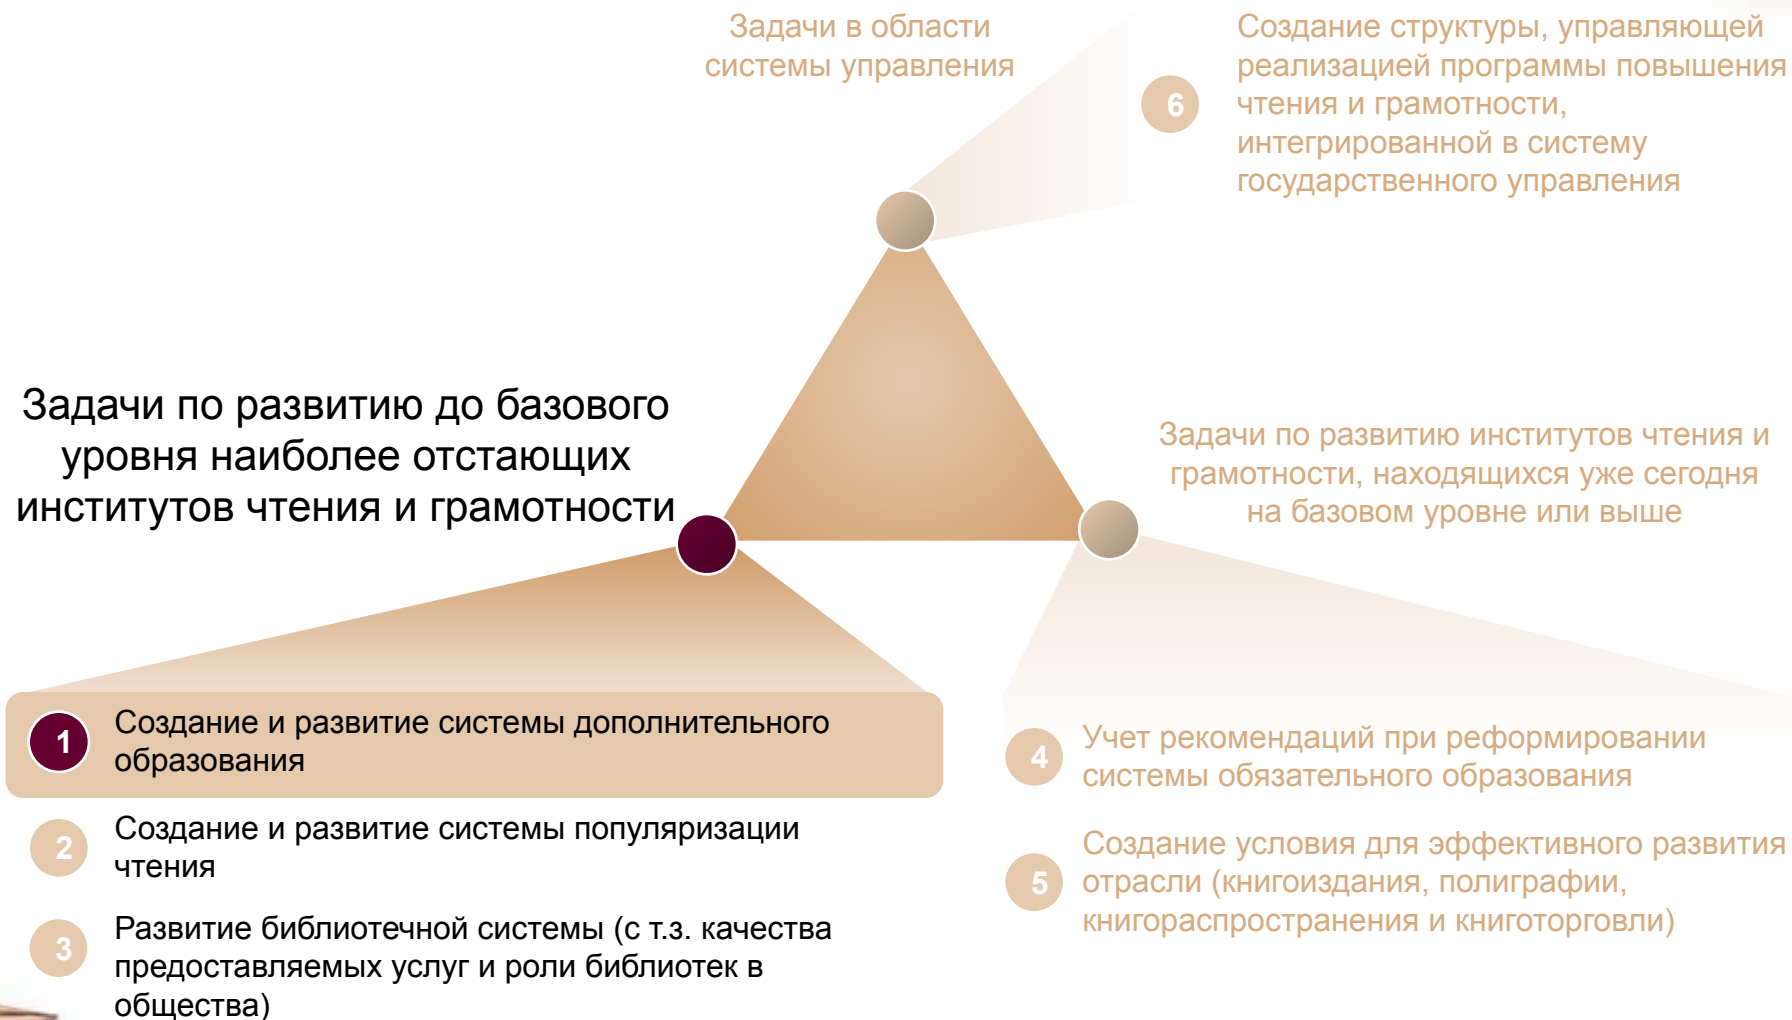 Задачи в области
системы управления
6
Создание структуры, управляющей
реализацией программы повышения
чтения и грамотности,
интегрированной в систему
государственного управления
Задачи по развитию до базового
уровня наиболее отстающих
институтов чтения и грамотности
Задачи по развитию институтов чтения и
грамотности, находящихся уже сегодня
на базовом уровне или выше
1
Создание и развитие системы дополнительного
образования
2
Создание и развитие системы популяризации
чтения
3
Развитие библиотечной системы (с т.з. качества
предоставляемых услуг и роли библиотек в
общества)
4
Учет рекомендаций при реформировании
системы обязательного образования
5
Создание условия для эффективного развития
отрасли (книгоиздания, полиграфии,
книгораспространения и книготорговли)